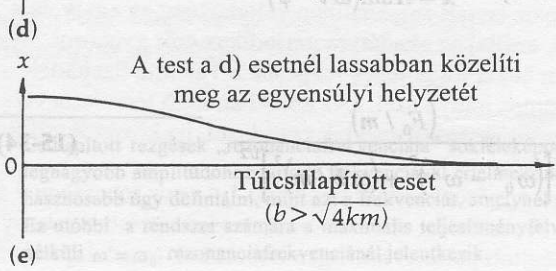 (d)
x
A test a d) esetnél lassabban közelíti
meg az egyensúlyi helyzetét
0
Túlcsillapított eset
(b > √4km)
(e)